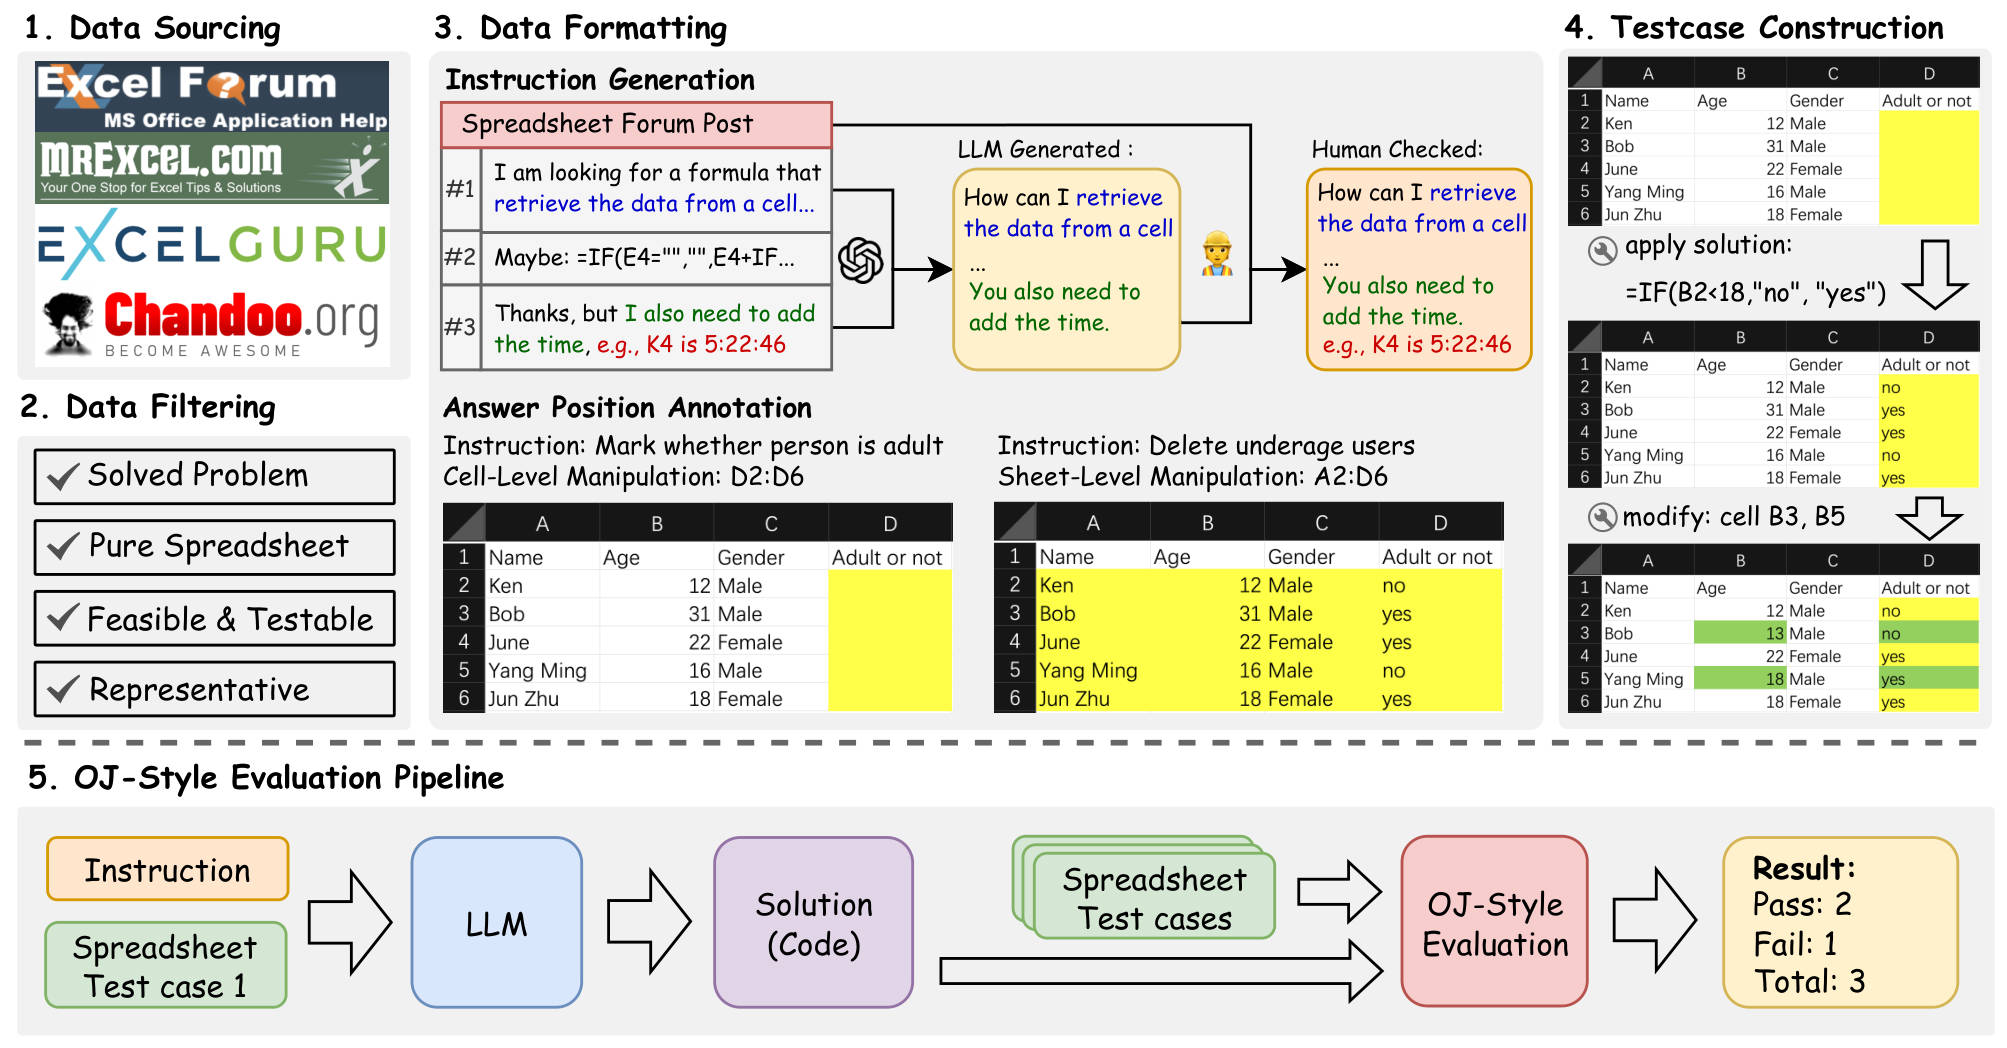 1. Data Sourcing
Excel Forum
MS Office Application Help
MREXCEL.COM
Your One Stop for Excel Tips & Solutions
EXCELGURU
Chandoo.org
BECOME AWESOME
2. Data Filtering
Solved Problem
Pure Spreadsheet
Feasible & Testable
Representative
3. Data Formatting
Instruction Generation
Spreadsheet Forum Post
#1
I am looking for a formula that
retrieve the data from a cell...
#2
Maybe: =IF(E4="","",E4+IF...
#3
Thanks, but I also need to add
the time, e.g., K4 is 5:22:46
LLM Generated :
How can I retrieve
the data from a cell
...
You also need to
add the time.
Human Checked:
How can I retrieve
the data from a cell
...
You also need to
add the time.
e.g., K4 is 5:22:46
Answer Position Annotation
Instruction: Mark whether person is adult
Cell-Level Manipulation: D2:D6
A B C D
1 Name Age Gender Adult or not
2 Ken 12 Male
3 Bob 31 Male
4 June 22 Female
5 Yang Ming 16 Male
6 Jun Zhu 18 Female
Instruction: Delete underage users
Sheet-Level Manipulation: A2:D6
A B C D
1 Name Age Gender Adult or not
2 Ken 12 Male no
3 Bob 31 Male yes
4 June 22 Female yes
5 Yang Ming 16 Male no
6 Jun Zhu 18 Female yes
4. Testcase Construction
A B C D
1 Name Age Gender Adult or not
2 Ken 12 Male
3 Bob 31 Male
4 June 22 Female
5 Yang Ming 16 Male
6 Jun Zhu 18 Female
apply solution:
=IF(B2<18,"no", "yes")
A B C D
1 Name Age Gender Adult or not
2 Ken 12 Male no
3 Bob 31 Male yes
4 June 22 Female yes
5 Yang Ming 16 Male no
6 Jun Zhu 18 Female yes
modify: cell B3, B5
A B C D
1 Name Age Gender Adult or not
2 Ken 12 Male no
3 Bob 13 Male no
4 June 22 Female yes
5 Yang Ming 18 Male yes
6 Jun Zhu 18 Female yes
5. OJ-Style Evaluation Pipeline
Instruction
Spreadsheet
Test case 1
LLM
Solution
(Code)
Spreadsheet
Test cases
OJ-Style
Evaluation
Result:
Pass: 2
Fail: 1
Total: 3